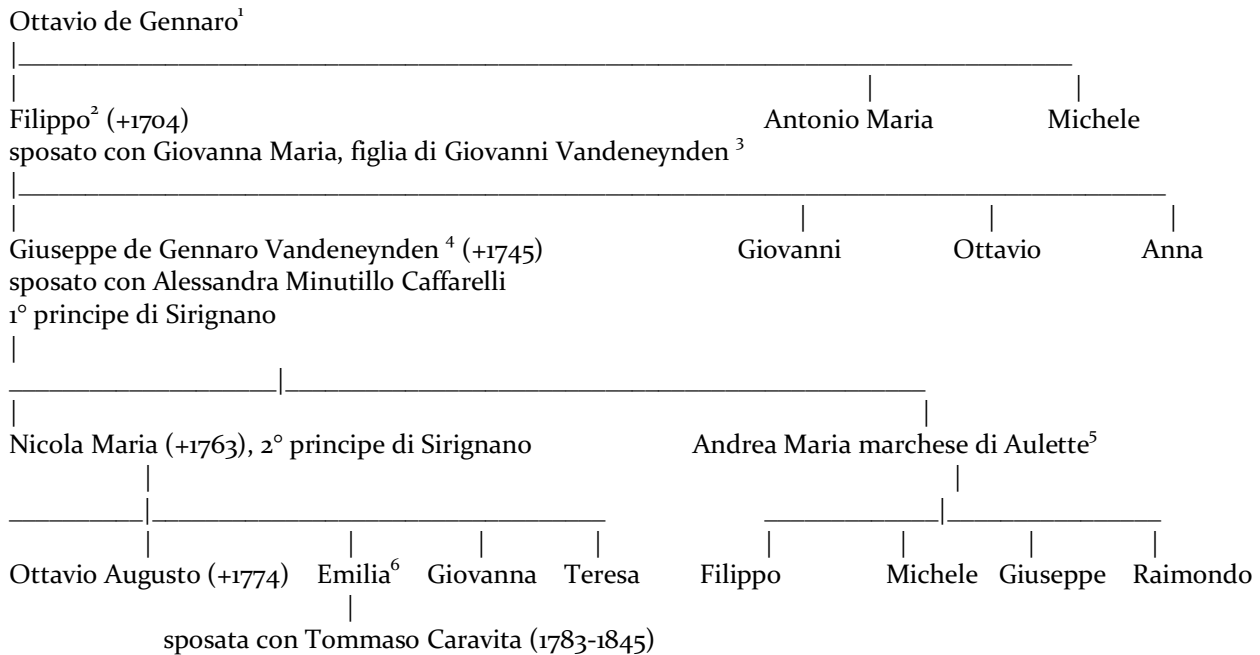 Ottavio de Gennaro¹
Filippo² (+1704) Antonio Maria Michele
sposato con Giovanna Maria, figlia di Giovanni Vandeneynden ³
Giuseppe de Gennaro Vandeneynden ⁴ (+1745) Giovanni Ottavio Anna
sposato con Alessandra Minutillo Caffarelli
1° principe di Sirignano
Nicola Maria (+1763), 2° principe di Sirignano Andrea Maria marchese di Aulette⁵
Ottavio Augusto (+1774) Emilia⁶ Giovanna Teresa Filippo Michele Giuseppe Raimondo
sposata con Tommaso Caravita (1783-1845)